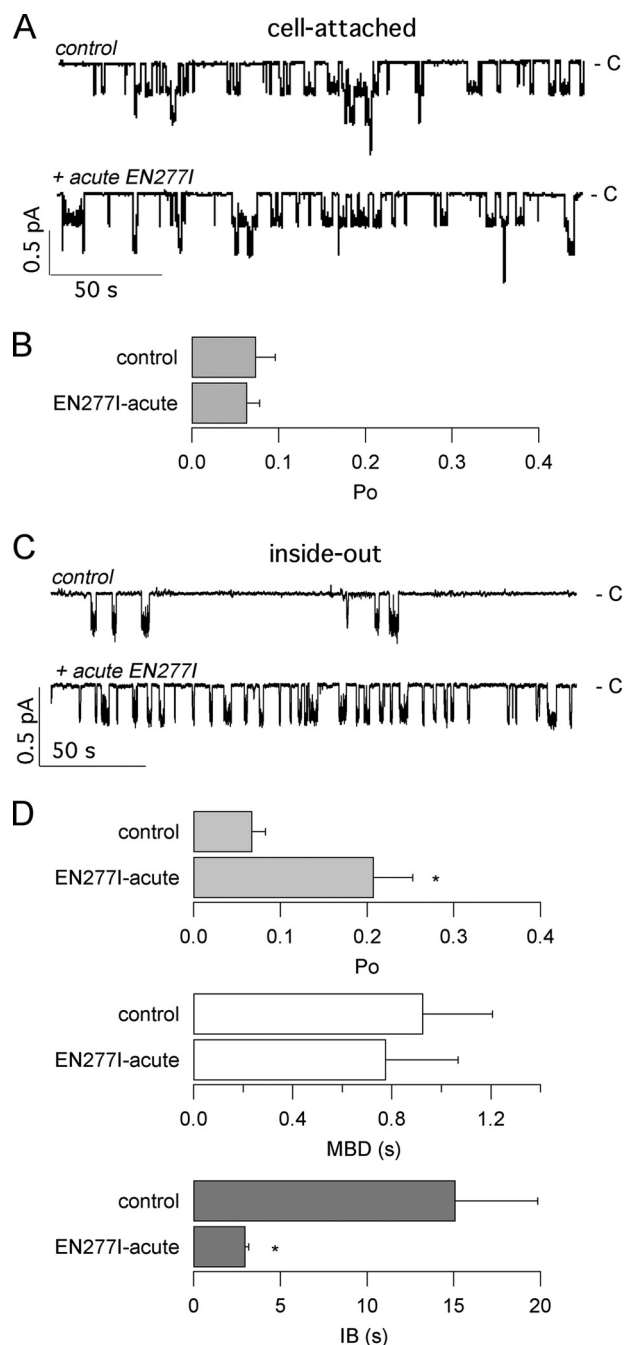 A
cell-attached
control
- C
+ acute EN277I
- C
0.5 pA
50 s
B
control
EN277I-acute
0.0 0.1 0.2 0.3 0.4
Po
C
inside-out
control
- C
+ acute EN277I
- C
0.5 pA
50 s
D
control
EN277I-acute
*
0.0 0.1 0.2 0.3 0.4
Po
control
EN277I-acute
0.0 0.4 0.8 1.2
MBD (s)
control
EN277I-acute
*
0 5 10 15 20
IB (s)